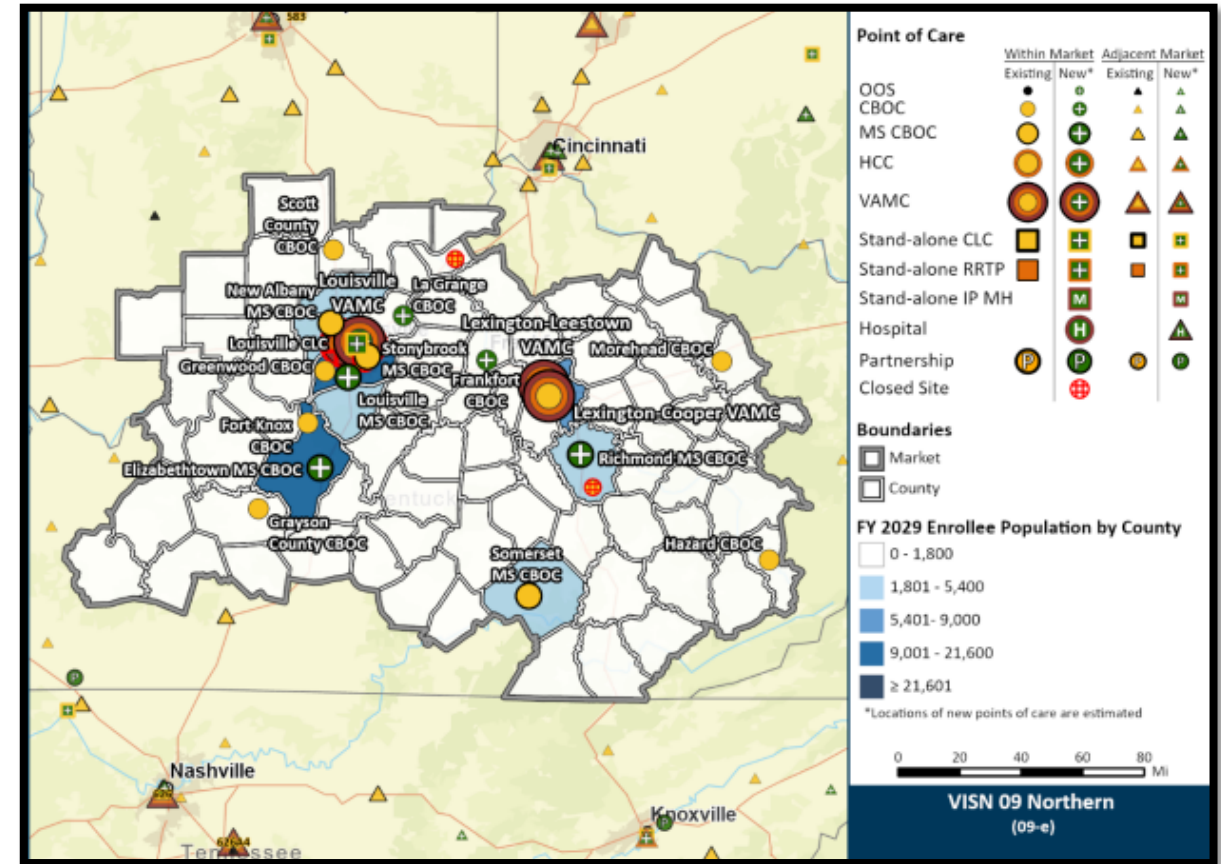 583
Cincinnati
Scott
County
CBOC
Louisville
VAMC
La Grange
CBOC
New Albany
MS CBOC
Lexington-Leestown
VAMC
Louisville CLC
Stonybrook
MS CBOC
Morehead CBOC
Greenwood CBOC
Frankfort
CBOC
Louisville
MS CBOC
Lexington-Cooper VAMC
Fort Knox
CBOC
Elizabethtown MS CBOC
Richmond MS CBOC
Grayson
County CBOC
Somerset
MS CBOC
Hazard CBOC
Nashville
Knoxville
Tennessee
Point of Care
Within Market Adjacent Market
Existing New* Existing New*
OOS
CBOC
MS CBOC
HCC
VAMC
Stand-alone CLC
Stand-alone RRTP
Stand-alone IP MH
M M
Hospital
H H
Partnership
P P P P
Closed Site
Boundaries
Market
County
FY 2029 Enrollee Population by County
0 - 1,800
1,801 - 5,400
5,401- 9,000
9,001 - 21,600
≥ 21,601
*Locations of new points of care are estimated
0 20 40 60 80
Mi
VISN 09 Northern
(09-e)